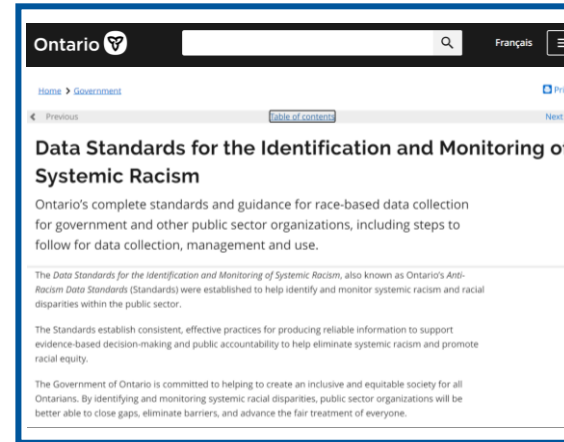 Ontario
Français
Home > Government
Pri
Previous
Table of contents
Next
Data Standards for the Identification and Monitoring of
Systemic Racism
Ontario's complete standards and guidance for race-based data collection
for government and other public sector organizations, including steps to
follow for data collection, management and use.
The Data Standards for the Identification and Monitoring of Systemic Racism, also known as Ontario's Anti-
Racism Data Standards (Standards) were established to help identify and monitor systemic racism and racial
disparities within the public sector.
The Standards establish consistent, effective practices for producing reliable information to support
evidence-based decision-making and public accountability to help eliminate systemic racism and promote
racial equity.
The Government of Ontario is committed to helping to create an inclusive and equitable society for all
Ontarians. By identifying and monitoring systemic racial disparities, public sector organizations will be
better able to close gaps, eliminate barriers, and advance the fair treatment of everyone.